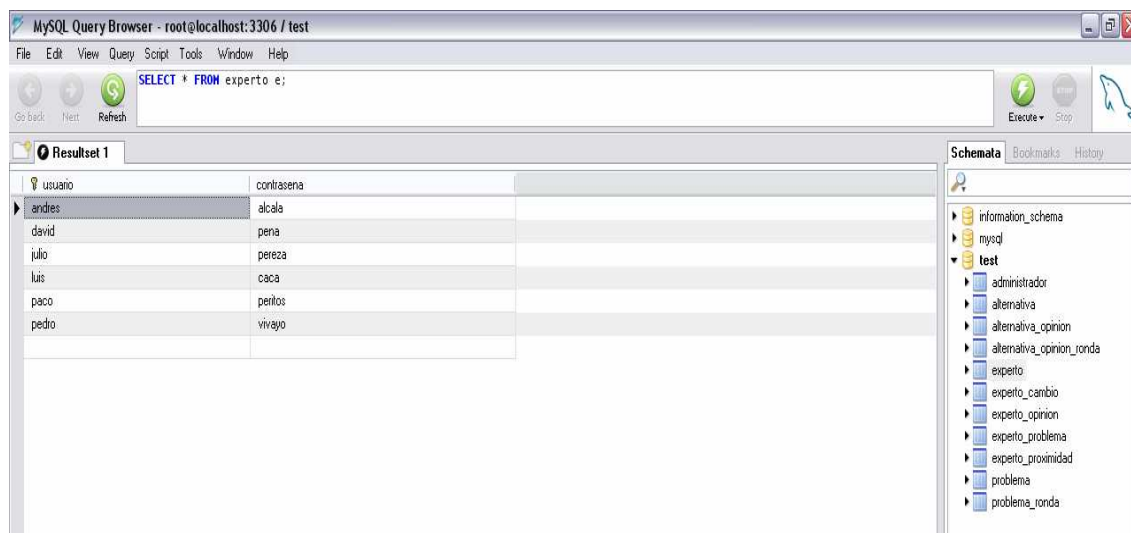 MySQL Query Browser - root@localhost:3306 / test
File Edit View Query Script Tools Window Help
SELECT * FROM experto e;
Go back Next Refresh
Execute Stop
Resultset 1
Schemata Bookmarks History
usuario contrasena
andres alcala
david pena
julio pereza
luis caca
paco peritos
pedro vivayo
information_schema
mysql
test
administrador
alternativa
alternativa_opinion
alternativa_opinion_ronda
experto
experto_cambio
experto_opinion
experto_problema
experto_proximidad
problema
problema_ronda